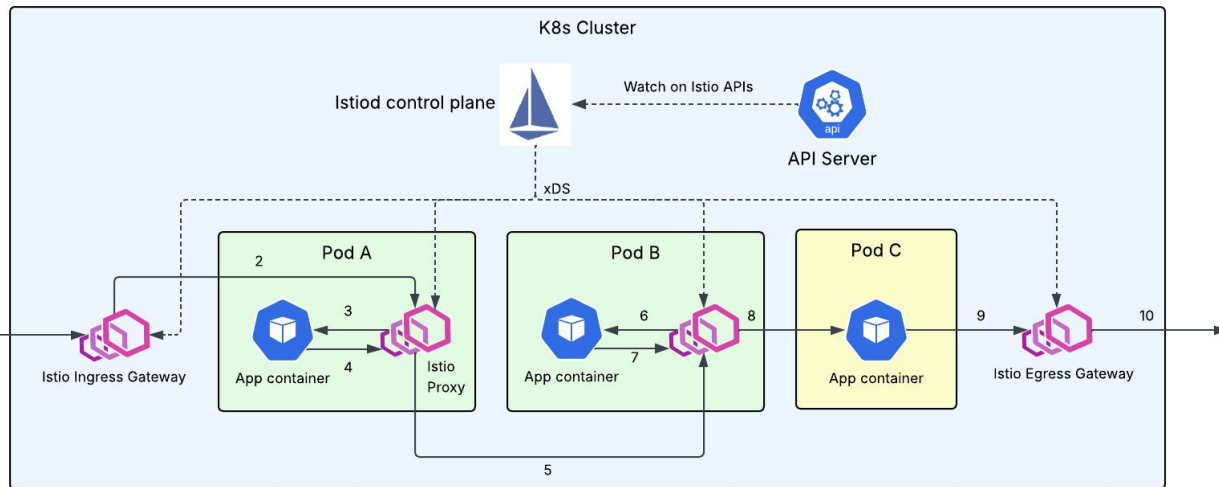 K8s Cluster
Istiod control plane
Watch on Istio APIs
api
API Server
xDS
Pod A
Pod B
Pod C
2
3
4
6
7
8
9
10
Istio Ingress Gateway
App container
Istio
Proxy
App container
App container
Istio Egress Gateway
5